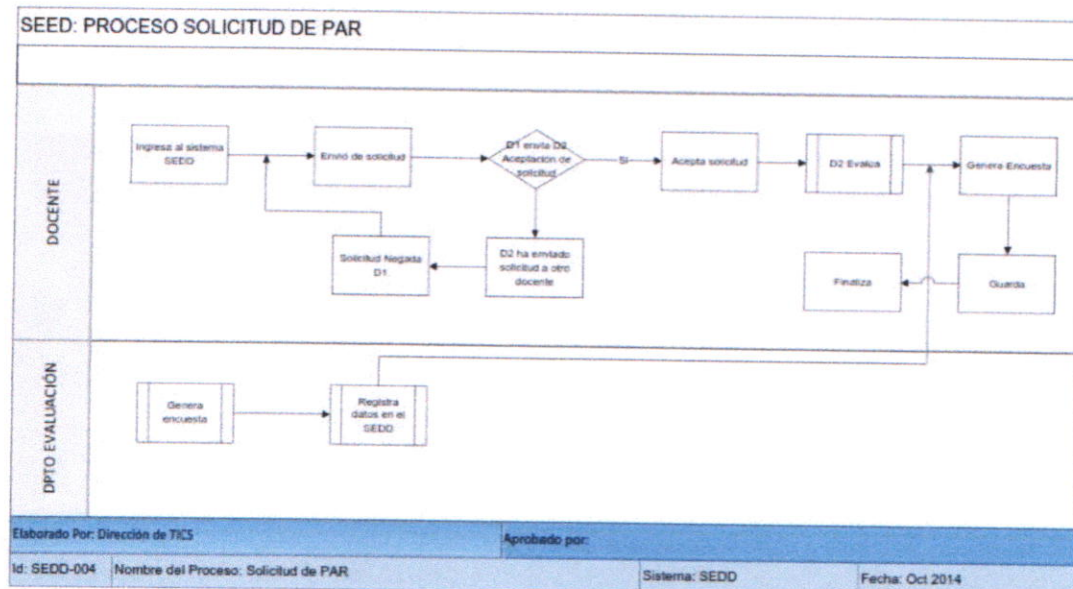 SEED: PROCESO SOLICITUD DE PAR
DOCENTE
Ingresa al sistema
SEDD
Envió de solicitud
D1 envia D2
Aceptación de
solicitud
SI
Acepta solicitud
D2 Evalúa
Genera Encuesta
Solicitud Negada
D1.
D2 ha enviado
solicitud a otro
docente
Finaliza
Guarda
DPTO EVALUACIÓN
Genera
encuesta
Registra
datos en el
SEDD
Elaborado Por: Dirección de TICS
Aprobado por:
Id: SEDD-004
Nombre del Proceso: Solicitud de PAR
Sistema: SEDD
Fecha: Oct 2014